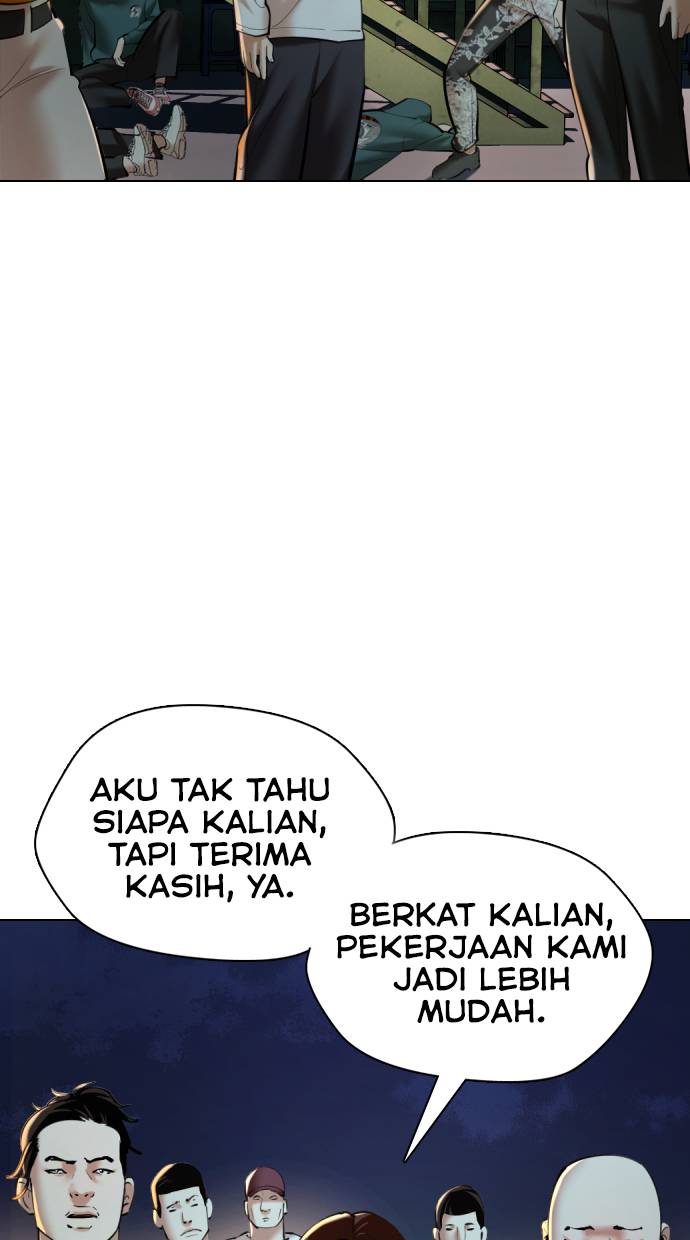 AKU TAK TAHU
SIAPA KALIAN,
TAPI TERIMA
KASIH, YA.
BERKAT KALIAN,
PEKERJAAN KAMI
JADI LEBIH
MUDAH.